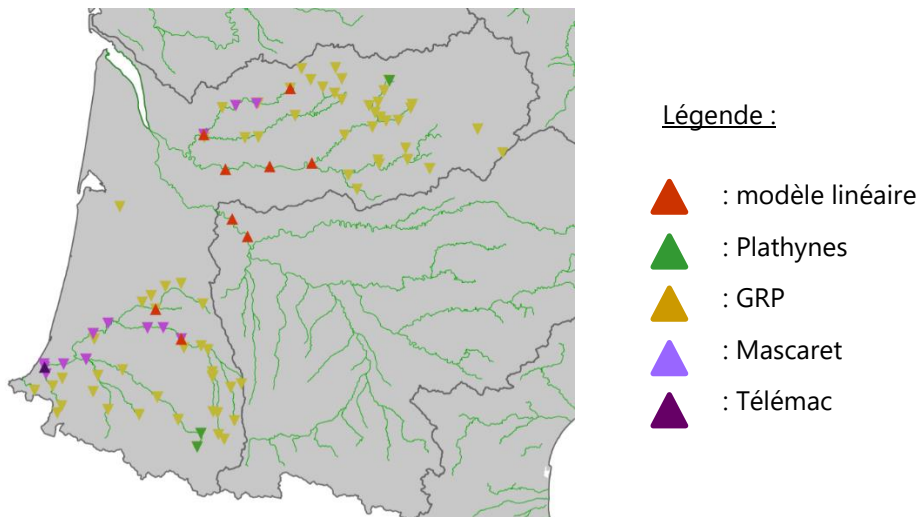 Légende :
: modèle linéaire
: Plathynes
: GRP
: Mascaret
: Télémac